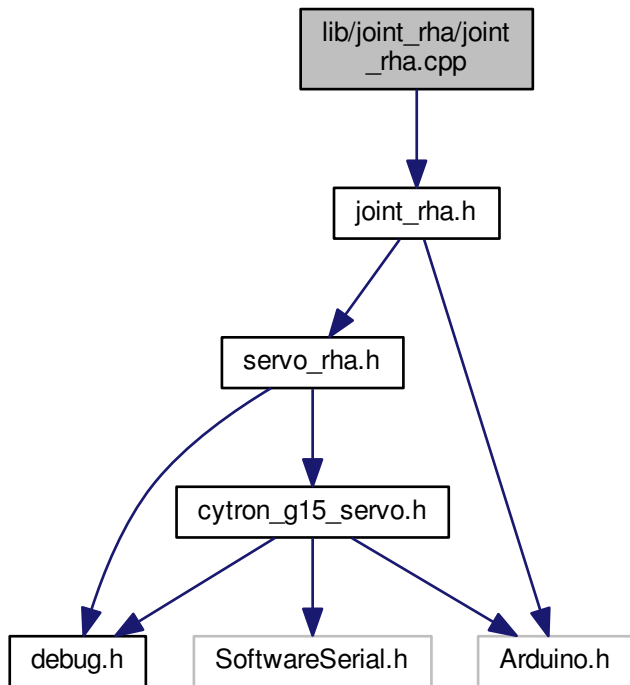 lib/joint_rha/joint
_rha.cpp
joint_rha.h
servo_rha.h
cytron_g15_servo.h
debug.h
SoftwareSerial.h
Arduino.h